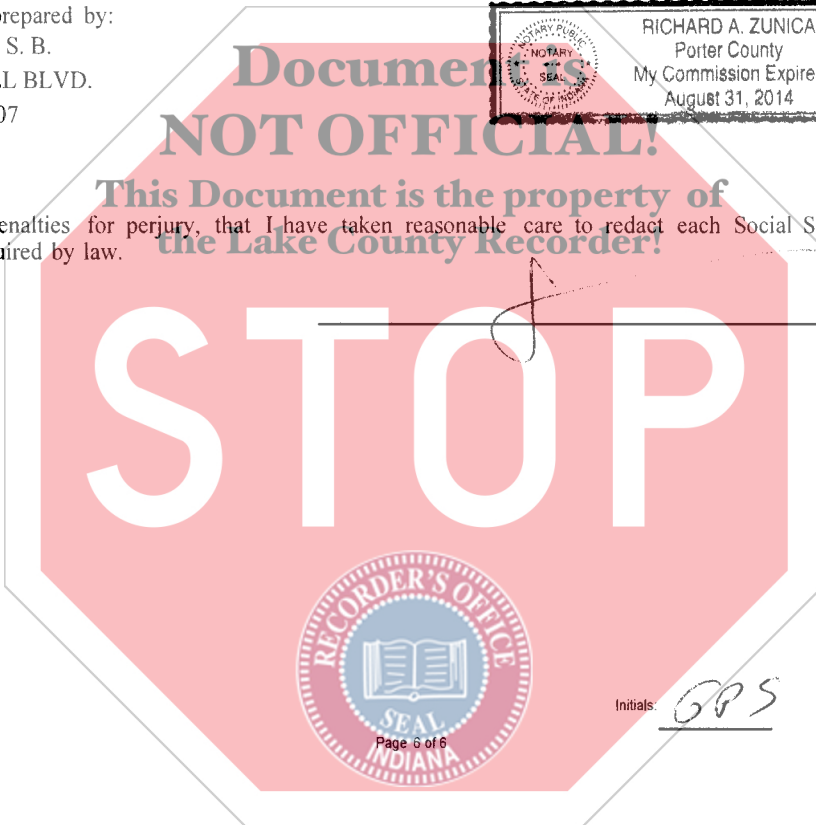 prepared by:
S. B.
L BLVD.
07
NOTARY PUBLIC
NOTARY
SEAL
STATE OF INDIANA
RICHARD A. ZUNICA
Porter County
My Commission Expire
August 31, 2014
Document is
NOT OFFICIAL!
This Document is the property of
the Lake County Recorder!
enalties for perjury, that I have taken reasonable care to redact each Social S
uired by law.
STOP
RECORDER'S OFFICE
SEAL
INDIANA
Initials: GPS
Page 6 of 6